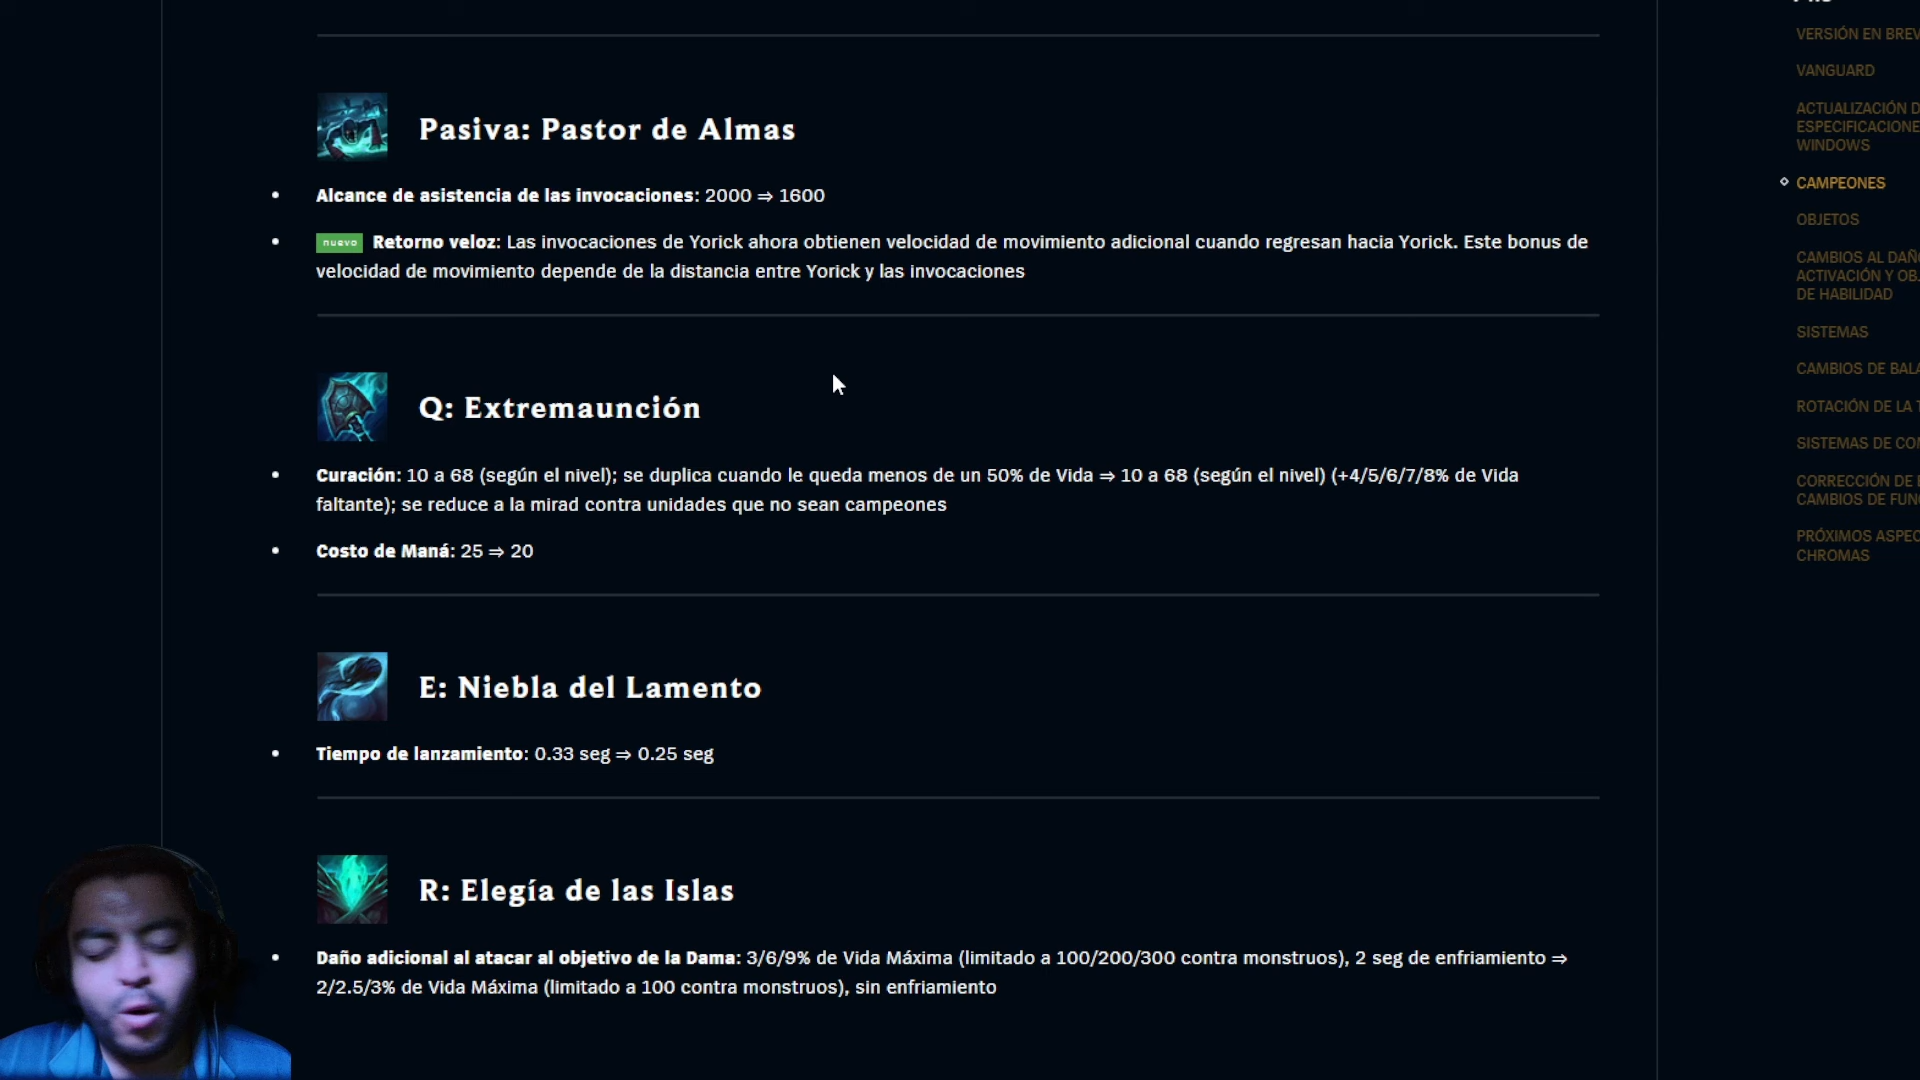 Pasiva: Pastor de Almas
Alcance de asistencia de las invocaciones: 2000 ⇒ 1600
nuevo Retorno veloz: Las invocaciones de Yorick ahora obtienen velocidad de movimiento adicional cuando regresan hacia Yorick. Este bonus de
velocidad de movimiento depende de la distancia entre Yorick y las invocaciones
Q: Extremaunción
Curación: 10 a 68 (según el nivel); se duplica cuando le queda menos de un 50% de Vida ⇒ 10 a 68 (según el nivel) (+4/5/6/7/8% de Vida
faltante); se reduce a la mirad contra unidades que no sean campeones
Costo de Maná: 25 ⇒ 20
E: Niebla del Lamento
Tiempo de lanzamiento: 0.33 seg ⇒ 0.25 seg
R: Elegía de las Islas
Daño adicional al atacar al objetivo de la Dama: 3/6/9% de Vida Máxima (limitado a 100/200/300 contra monstruos), 2 seg de enfriamiento ⇒
2/2.5/3% de Vida Máxima (limitado a 100 contra monstruos), sin enfriamiento
VERSIÓN EN BREV
VANGUARD
ACTUALIZACIÓN D
ESPECIFICACIONE
WINDOWS
CAMPEONES
OBJETOS
CAMBIOS AL DAÑO
ACTIVACIÓN Y OBJ
DE HABILIDAD
SISTEMAS
CAMBIOS DE BALA
ROTACIÓN DE LA T
SISTEMAS DE CO
CORRECCIÓN DE
CAMBIOS DE FUN
PRÓXIMOS ASPEC
CHROMAS